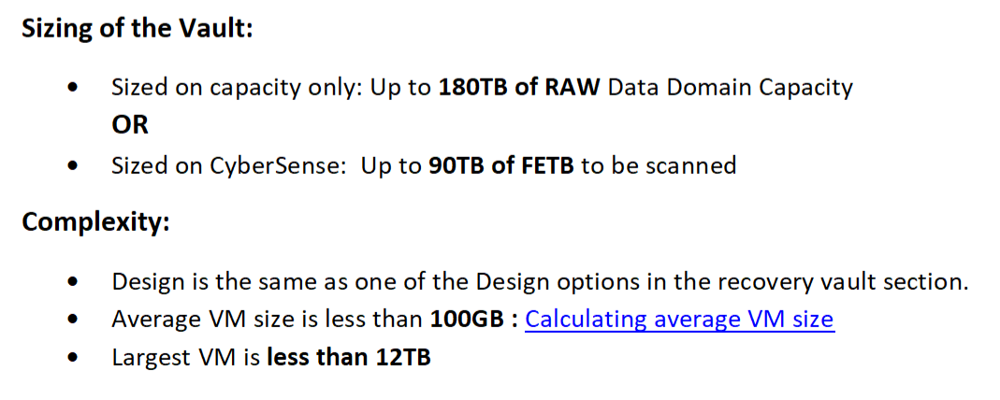 Sizing of the Vault:
• Sized on capacity only: Up to 180TB of RAW Data Domain Capacity
OR
• Sized on CyberSense:  Up to 90TB of FETB to be scanned
Complexity:
• Design is the same as one of the Design options in the recovery vault section.
• Average VM size is less than 100GB : Calculating average VM size
• Largest VM is less than 12TB